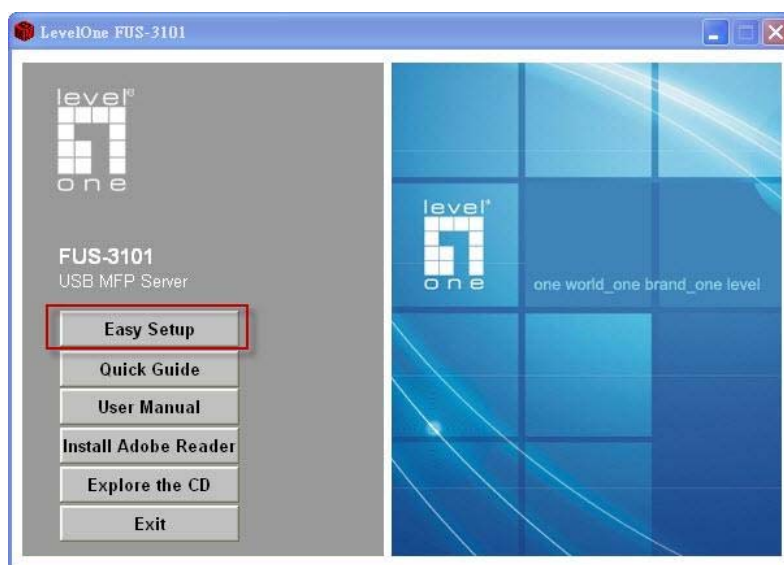 LevelOne FUS-3101
level®
one
FUS-3101
USB MFP Server
Easy Setup
Quick Guide
User Manual
Install Adobe Reader
Explore the CD
Exit
level®
one
one world_one brand_one level